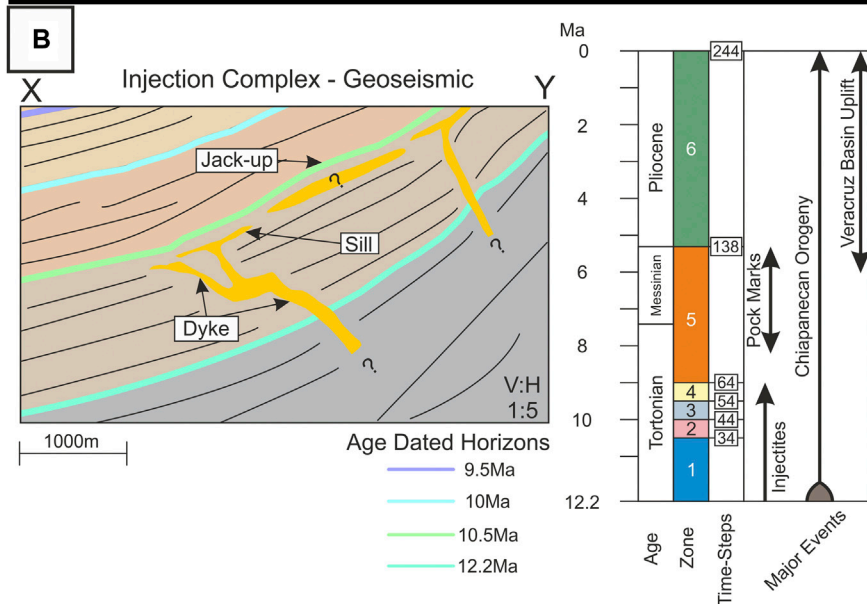 B
X
Injection Complex - Geoseismic
Y
Jack-up
?
Sill
?
Dyke
?
V:H
1:5
1000m
Age Dated Horizons
9.5Ma
10Ma
10.5Ma
12.2Ma
Ma
0
2
4
6
8
10
12.2
Pliocene
Messinian
Tortonian
6
5
4
3
2
1
244
138
64
54
44
34
Injectites
Pock Marks
Chiapanecan Orogeny
Veracruz Basin Uplift
Age
Zone
Time-Steps
Major Events